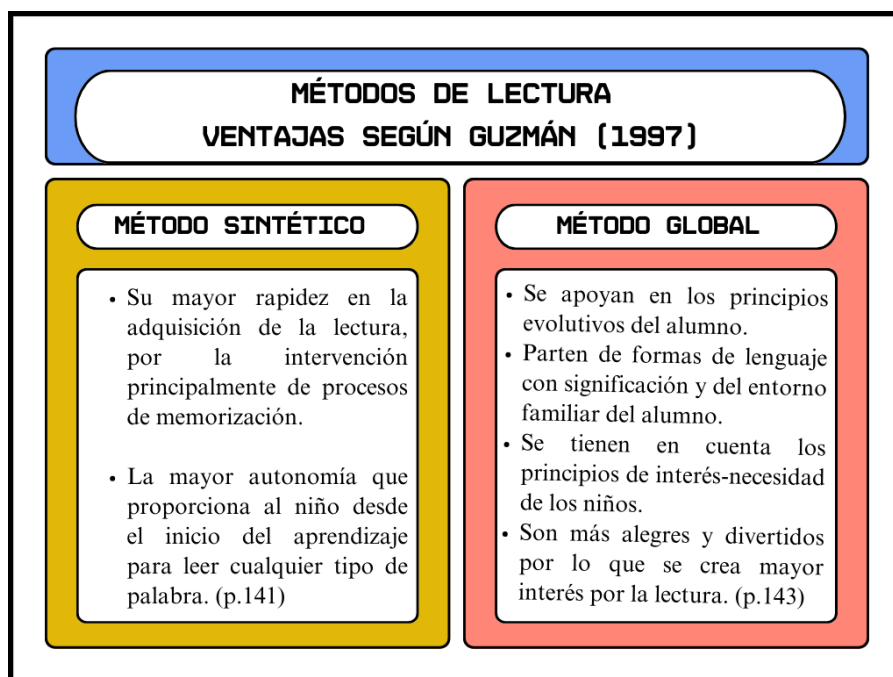 MÉTODOS DE LECTURA
VENTAJAS SEGÚN GUZMÁN (1997)
MÉTODO SINTÉTICO
• Su mayor rapidez en la
adquisición de la lectura,
por la intervención
principalmente de procesos
de memorización.
• La mayor autonomía que
proporciona al niño desde
el inicio del aprendizaje
para leer cualquier tipo de
palabra. (p.141)
MÉTODO GLOBAL
• Se apoyan en los principios
evolutivos del alumno.
• Parten de formas de lenguaje
con significación y del entorno
familiar del alumno.
• Se tienen en cuenta los
principios de interés-necesidad
de los niños.
• Son más alegres y divertidos
por lo que se crea mayor
interés por la lectura. (p.143)